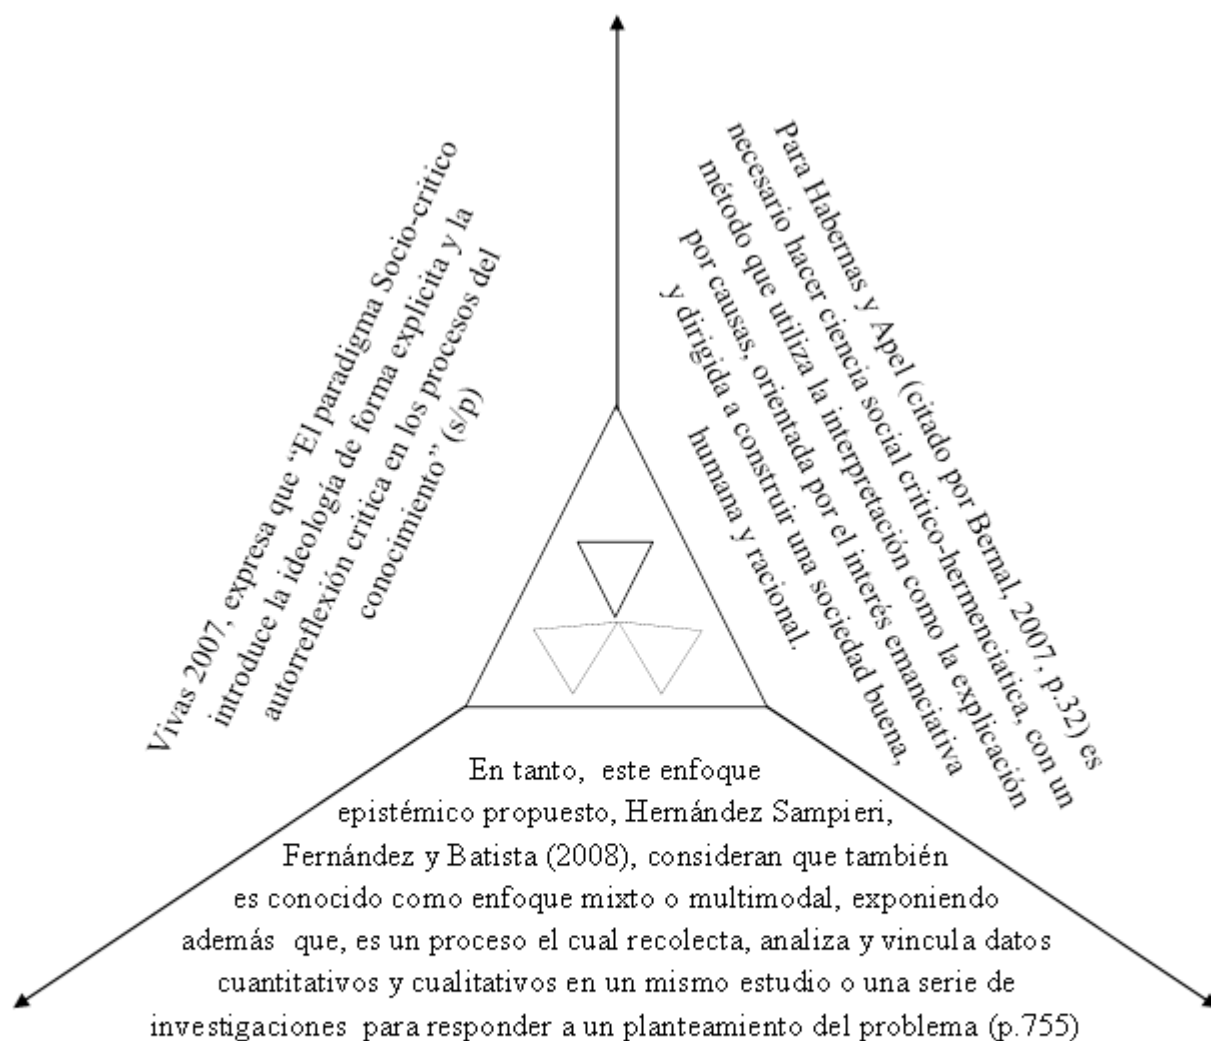 Vivas 2007, expresa que “El paradigma Socio-critico
introduce la ideología de forma explicita y la
autorreflexión critica en los procesos del
conocimiento” (s/p)
Para Habernas y Apel (citado por Bernal, 2007, p.32) es
necesario hacer ciencia social critico-hermenciatica, con un
método que utiliza la interpretación como la explicación
por causas, orientada por el interés emanciativa
y dirigida a construir una sociedad buena,
humana y racional.
En tanto, este enfoque
epistémico propuesto, Hernández Sampieri,
Fernández y Batista (2008), consideran que también
es conocido como enfoque mixto o multimodal, exponiendo
además que, es un proceso el cual recolecta, analiza y vincula datos
cuantitativos y cualitativos en un mismo estudio o una serie de
investigaciones para responder a un planteamiento del problema (p.755)